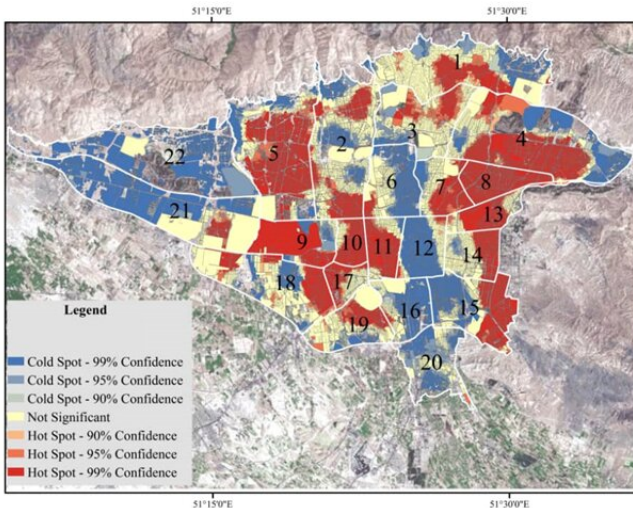 51°15'0"E 51°30'0"E
1
3
4
2
22
5
6
7
8
21
13
9
10
11
12
14
17
18
16
15
19
20
Legend
Cold Spot - 99% Confidence
Cold Spot - 95% Confidence
Cold Spot - 90% Confidence
Not Significant
Hot Spot - 90% Confidence
Hot Spot - 95% Confidence
Hot Spot - 99% Confidence
51°15'0"E 51°30'0"E